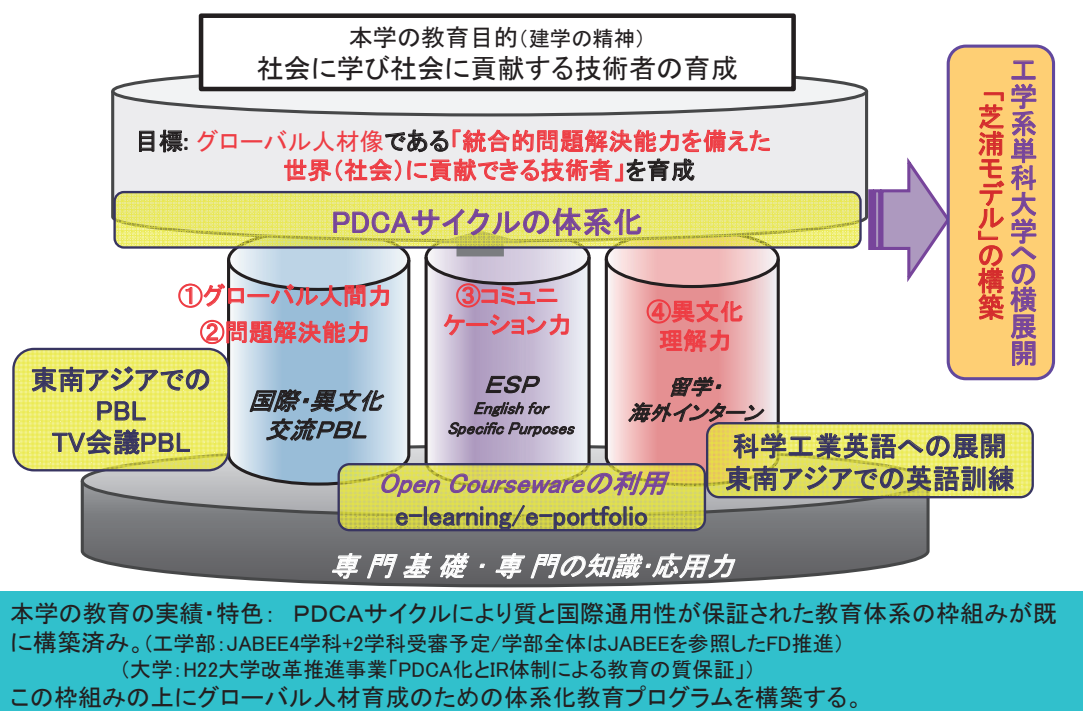 本学の教育目的(建学の精神)
社会に学び社会に貢献する技術者の育成
目標: グローバル人材像である「統合的問題解決能力を備えた
世界(社会)に貢献できる技術者」を育成
PDCAサイクルの体系化
工学系単科大学への横展開
「芝浦モデル」の構築
①グローバル人間力
②問題解決能力
国際・異文化
交流PBL
③コミュニ
ケーション力
ESP
English for
Specific Purposes
④異文化
理解力
留学・
海外インターン
東南アジアでの
PBL
TV会議PBL
科学工業英語への展開
東南アジアでの英語訓練
Open Coursewareの利用
e-learning/e-portfolio
専門基礎・専門の知識・応用力
本学の教育の実績・特色: PDCAサイクルにより質と国際通用性が保証された教育体系の枠組みが既
に構築済み。(工学部:JABEE4学科+2学科受審予定/学部全体はJABEEを参照したFD推進)
(大学:H22大学改革推進事業「PDCA化とIR体制による教育の質保証」)
この枠組みの上にグローバル人材育成のための体系化教育プログラムを構築する。